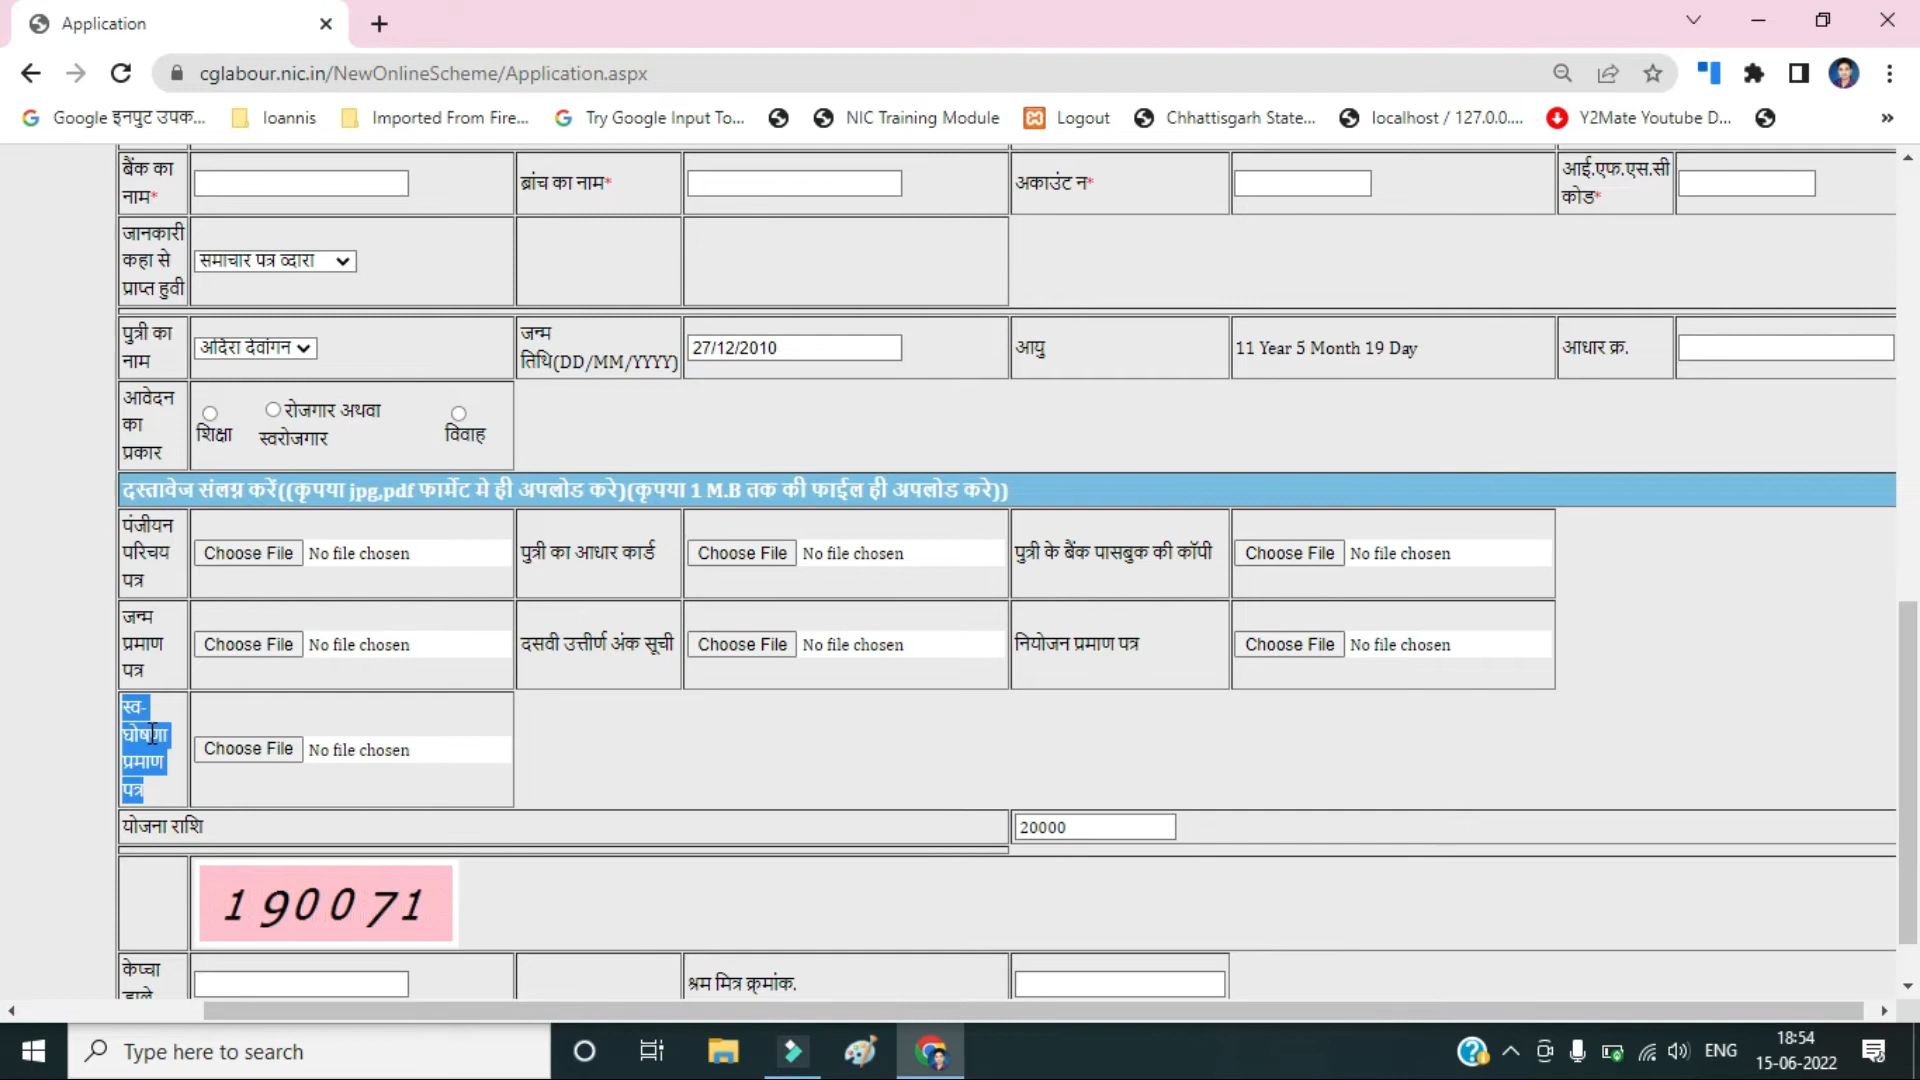 Application
cglabour.nic.in/NewOnlineScheme/Application.aspx
Google इनपुट उपक... Ioannis Imported From Fire... Try Google Input To... NIC Training Module Logout Chhattisgarh State... localhost / 127.0.0.... Y2Mate Youtube D... »
बैंक का नाम* ब्रांच का नाम* अकाउंट न* आई.एफ.एस.सी कोड*
जानकारी कहा से प्राप्त हुवी समाचार पत्र व्दारा
पुत्री का नाम अदिरा देवांगन जन्म तिथि(DD/MM/YYYY) 27/12/2010 आयु 11 Year 5 Month 19 Day आधार क्र.
आवेदन का प्रकार शिक्षा रोजगार अथवा स्वरोजगार विवाह
दस्तावेज संलग्न करें((कृपया jpg,pdf फार्मेट मे ही अपलोड करे)(कृपया 1 M.B तक की फाईल ही अपलोड करे))
पंजीयन परिचय पत्र Choose File No file chosen पुत्री का आधार कार्ड Choose File No file chosen पुत्री के बैंक पासबुक की कॉपी Choose File No file chosen
जन्म प्रमाण पत्र Choose File No file chosen दसवी उत्तीर्ण अंक सूची Choose File No file chosen नियोजन प्रमाण पत्र Choose File No file chosen
स्व-घोषणा प्रमाण पत्र Choose File No file chosen
योजना राशि 20000
190071
केप्चा डाले श्रम मित्र क्रमांक.
Type here to search ENG 18:54
15-06-2022